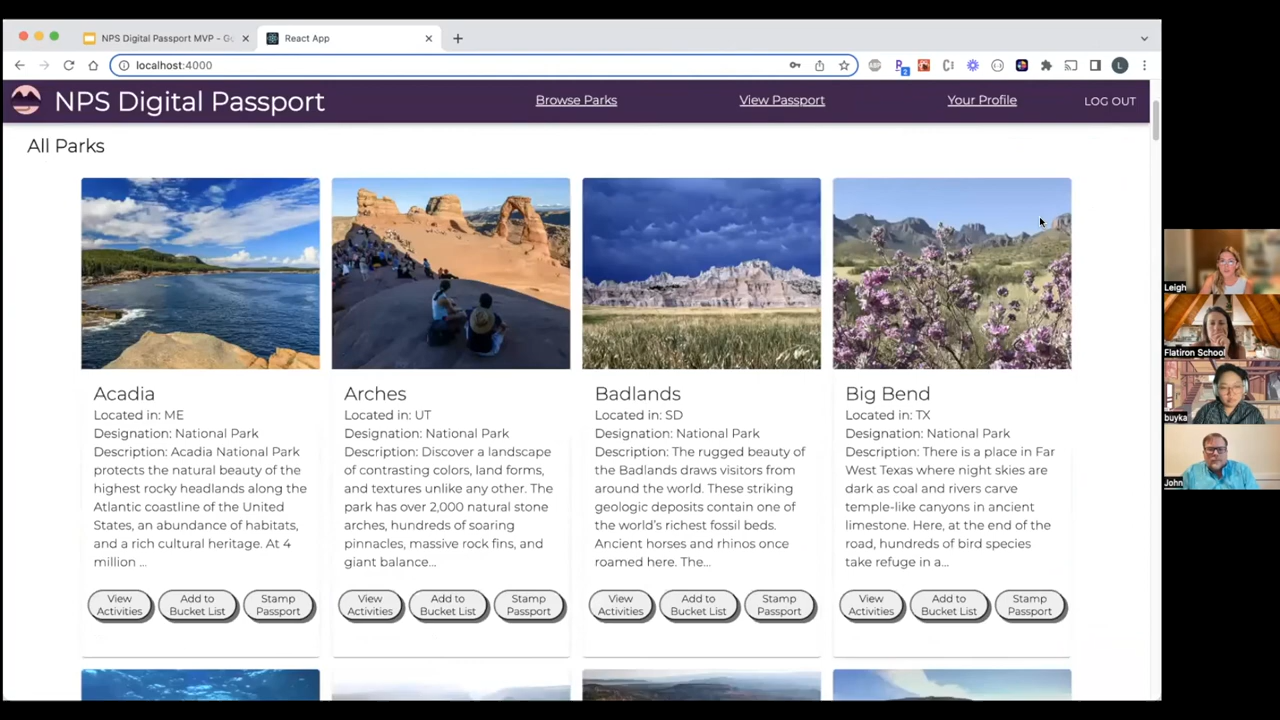 NPS Digital Passport MVP - Go
React App
localhost:4000
2
L
NPS Digital Passport
Browse Parks
View Passport
Your Profile
LOG OUT
All Parks
Acadia
Located in: ME
Designation: National Park
Description: Acadia National Park
protects the natural beauty of the
highest rocky headlands along the
Atlantic coastline of the United
States, an abundance of habitats,
and a rich cultural heritage. At 4
million ...
View
Activities
Add to
Bucket List
Stamp
Passport
Arches
Located in: UT
Designation: National Park
Description: Discover a landscape
of contrasting colors, land forms,
and textures unlike any other. The
park has over 2,000 natural stone
arches, hundreds of soaring
pinnacles, massive rock fins, and
giant balance...
View
Activities
Add to
Bucket List
Stamp
Passport
Badlands
Located in: SD
Designation: National Park
Description: The rugged beauty of
the Badlands draws visitors from
around the world. These striking
geologic deposits contain one of
the world's richest fossil beds.
Ancient horses and rhinos once
roamed here. The...
View
Activities
Add to
Bucket List
Stamp
Passport
Big Bend
Located in: TX
Designation: National Park
Description: There is a place in Far
West Texas where night skies are
dark as coal and rivers carve
temple-like canyons in ancient
limestone. Here, at the end of the
road, hundreds of bird species
take refuge in a...
View
Activities
Add to
Bucket List
Stamp
Passport
Leigh
Flatiron School
buyka
John